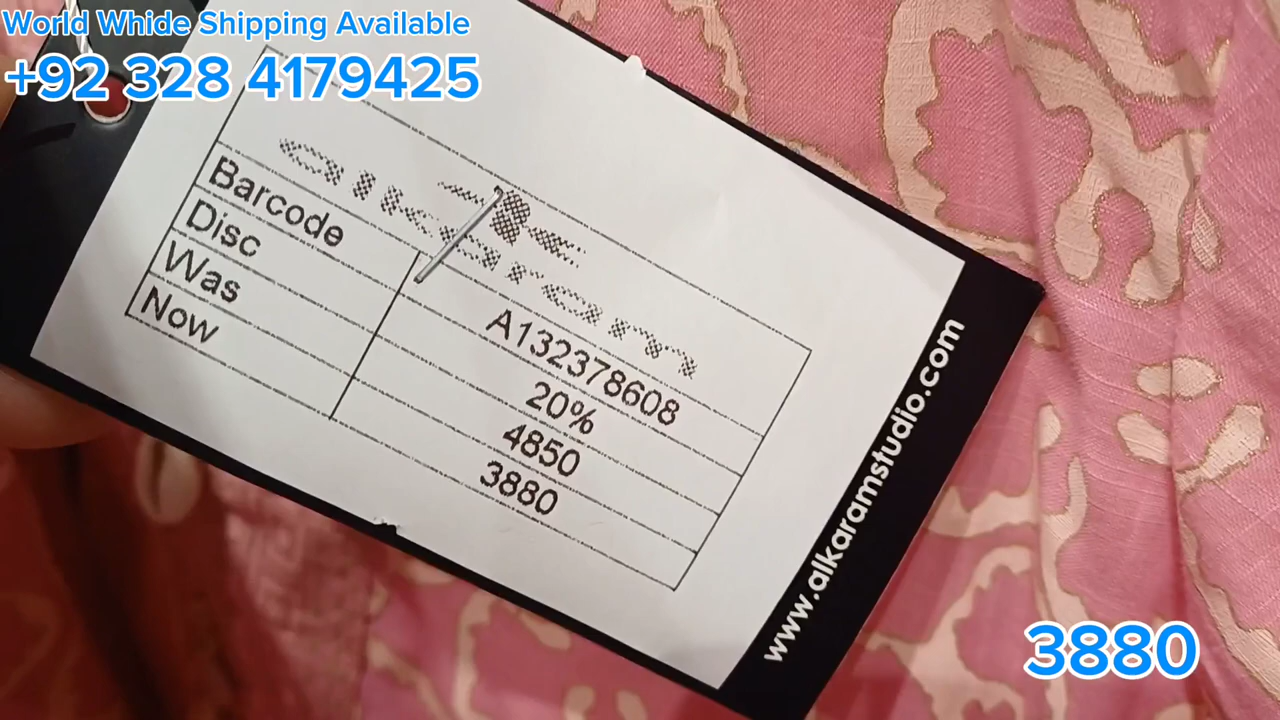 World Whide Shipping Available
+92 328 4179425
alkaram
Barcode A132378608
Disc 20%
Was 4850
Now 3880
www.alkaramstudio.com
3880